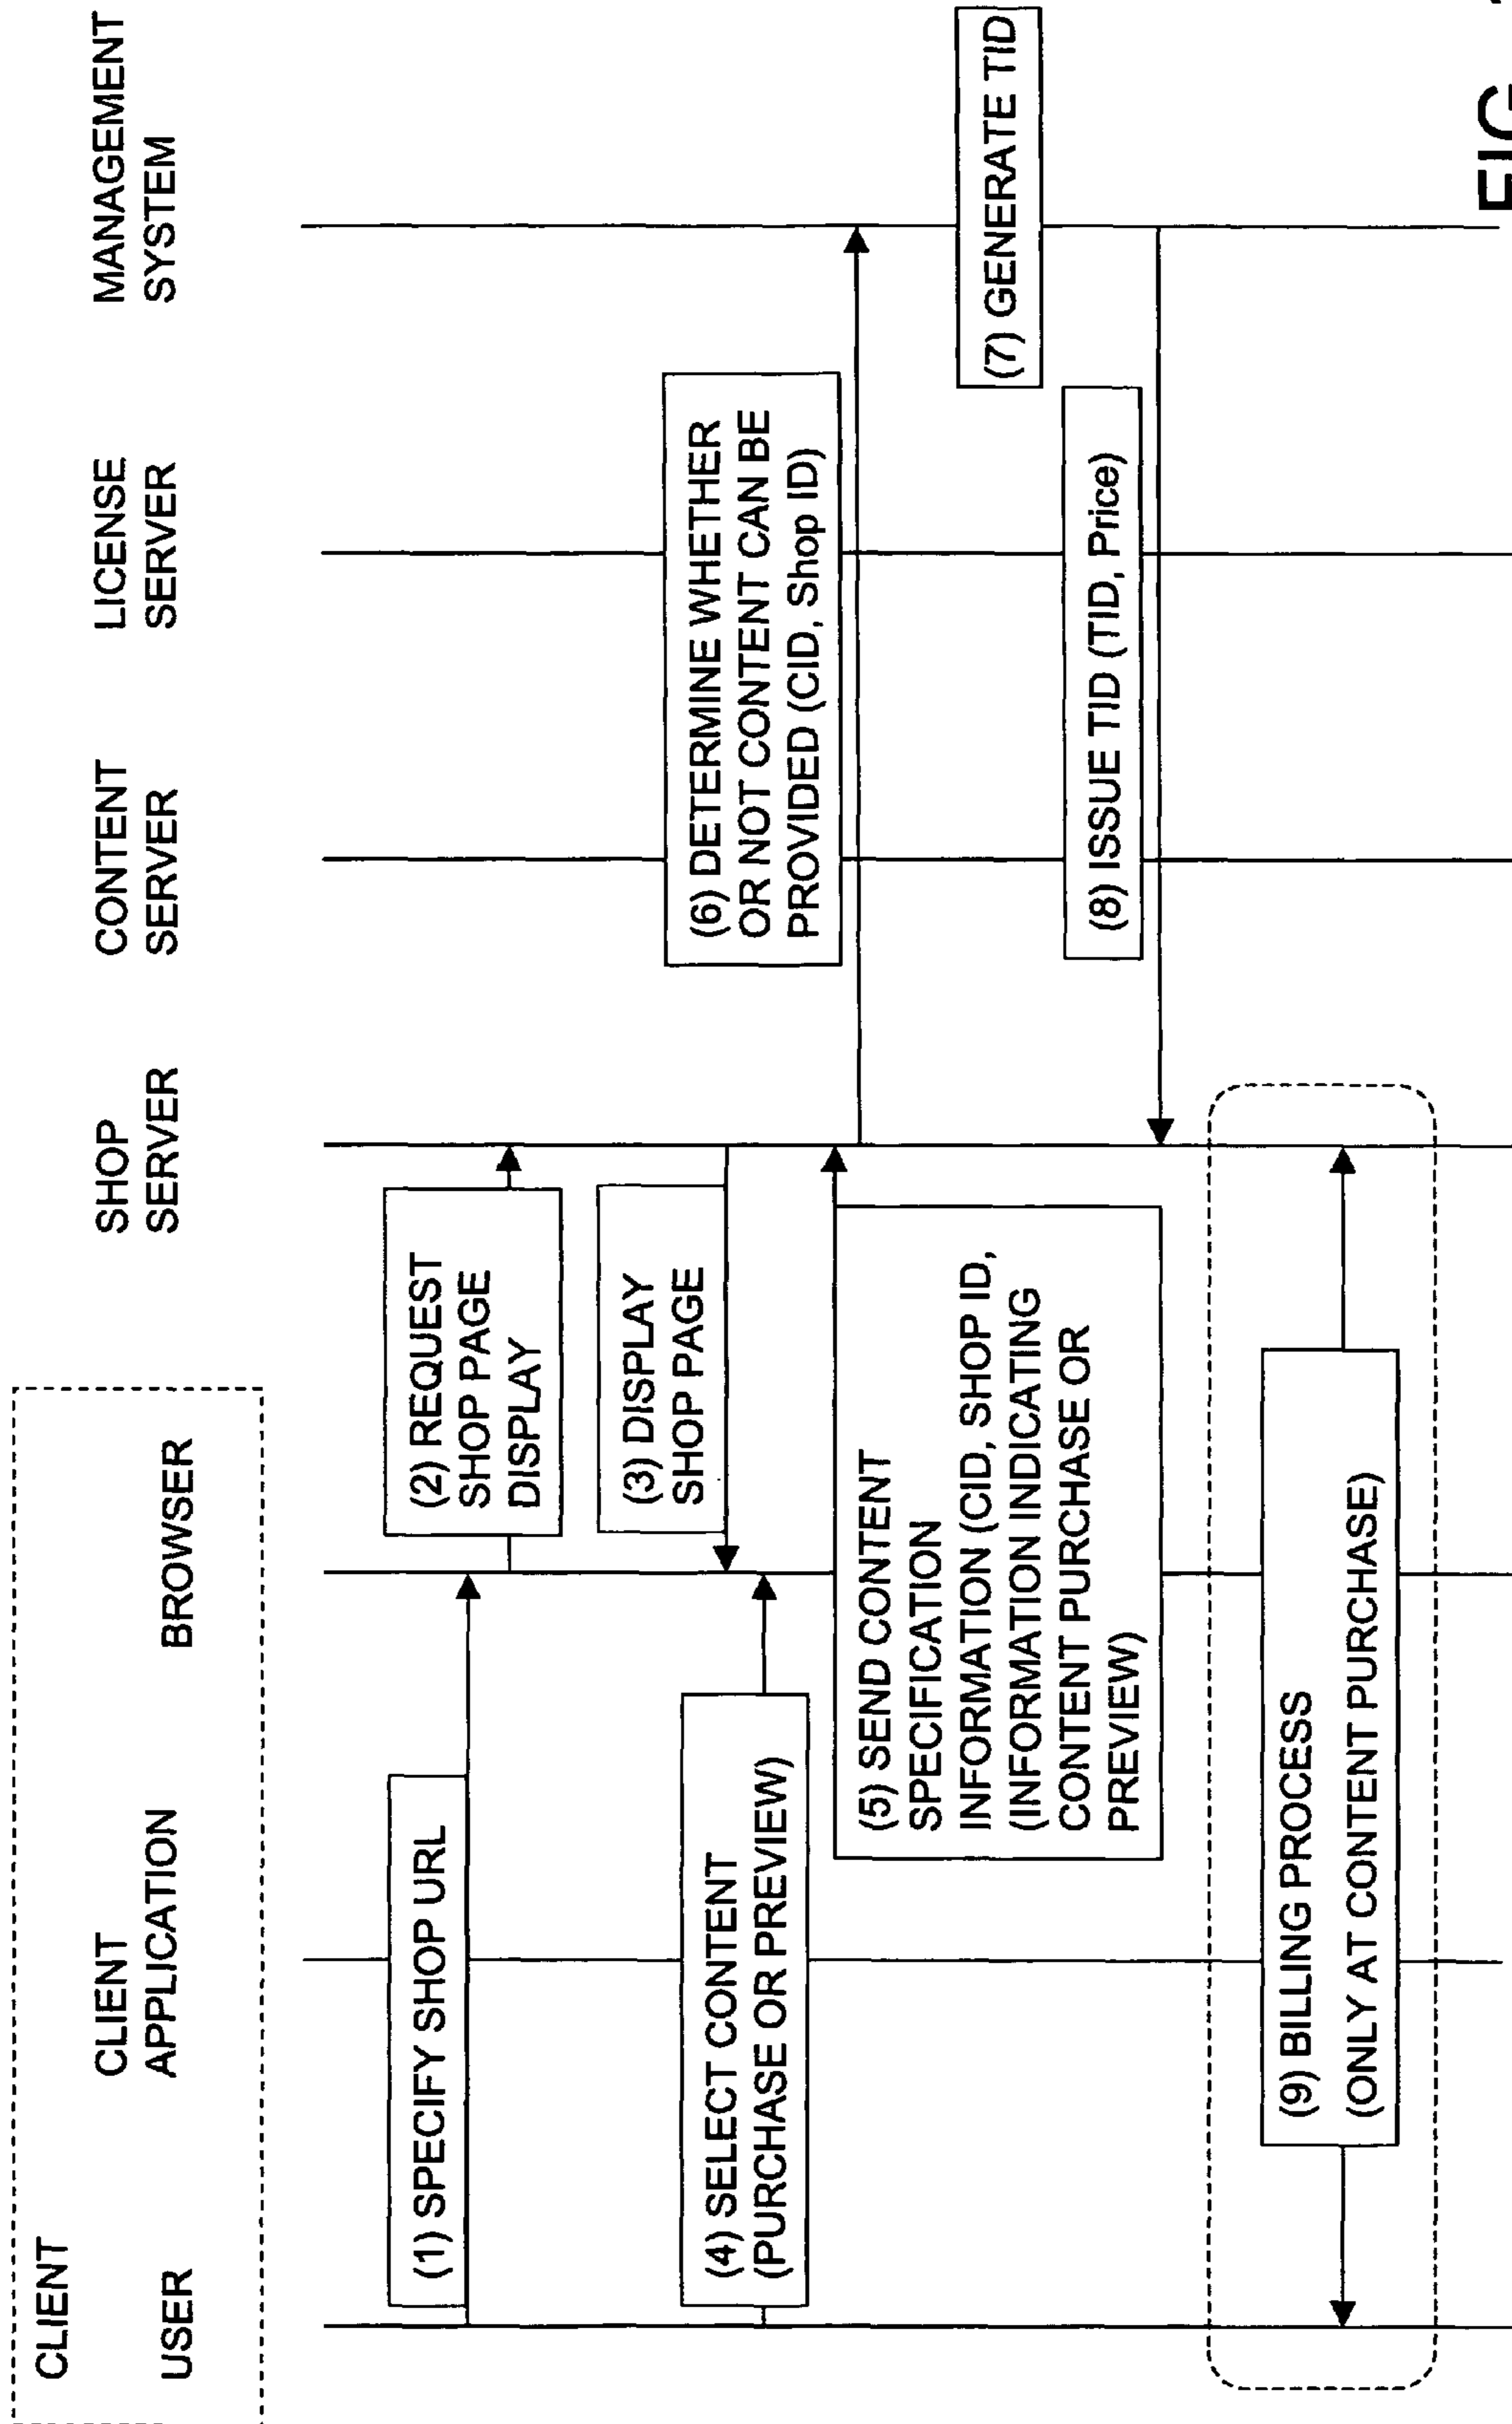 CLIENT
USER
CLIENT
APPLICATION
BROWSER
SHOP
SERVER
CONTENT
SERVER
LICENSE
SERVER
MANAGEMENT
SYSTEM
(1) SPECIFY SHOP URL
(2) REQUEST
SHOP PAGE
DISPLAY
(3) DISPLAY
SHOP PAGE
(4) SELECT CONTENT
(PURCHASE OR PREVIEW)
(5) SEND CONTENT
SPECIFICATION
INFORMATION (CID, SHOP ID,
(INFORMATION INDICATING
CONTENT PURCHASE OR
PREVIEW)
(6) DETERMINE WHETHER
OR NOT CONTENT CAN BE
PROVIDED (CID, Shop ID)
(7) GENERATE TID
(8) ISSUE TID (TID, Price)
(9) BILLING PROCESS
(ONLY AT CONTENT PURCHASE)
FIG